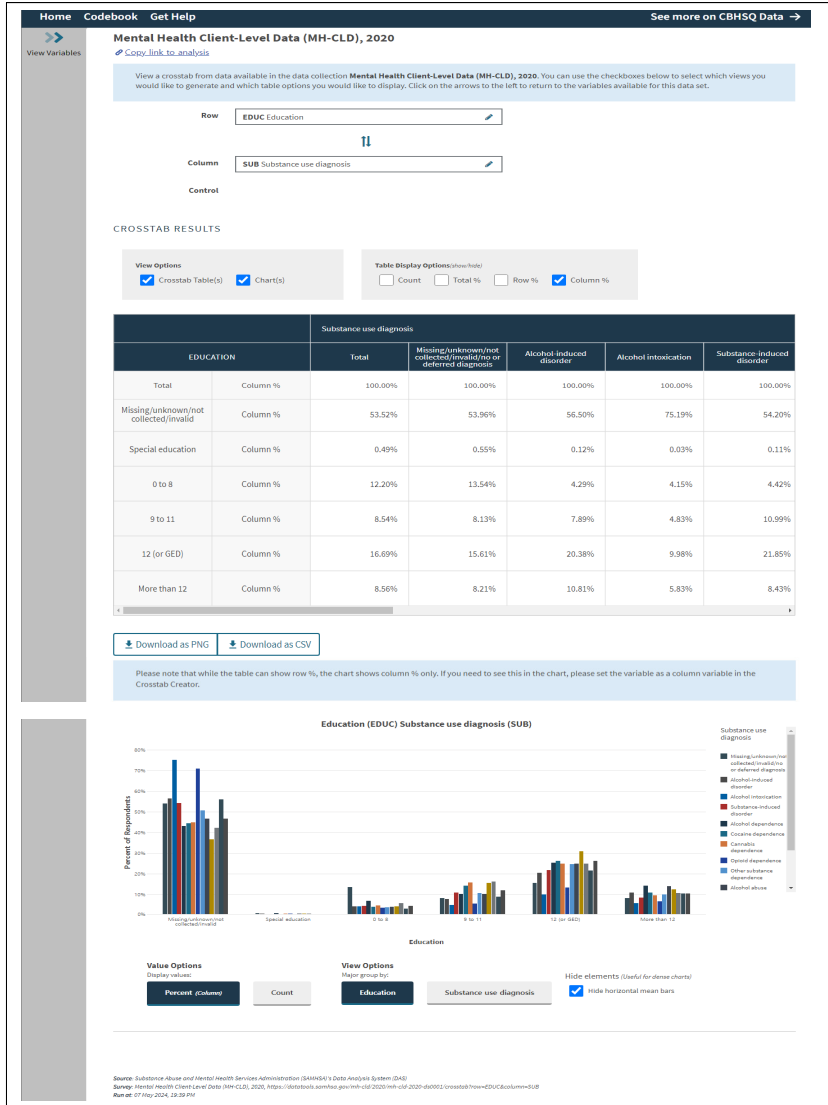 Home Codebook Get Help See more on CBHSQ Data →
View Variables
Mental Health Client-Level Data (MH-CLD), 2020
Copy link to analysis
View a crosstab from data available in the data collection Mental Health Client-Level Data (MH-CLD), 2020. You can use the checkboxes below to select which views you
would like to generate and which table options you would like to display. Click on the arrows to the left to return to the variables available for this data set.
Row EDUC Education
Column SUB Substance use diagnosis
Control
CROSSTAB RESULTS
View Options
Crosstab Table(s) Chart(s)
Table Display Options(show/hide)
Count Total % Row % Column %
Substance use diagnosis
EDUCATION Total Missing/unknown/not collected/invalid/no or deferred diagnosis Alcohol-induced disorder Alcohol intoxication Substance-induced disorder
Total Column % 100.00% 100.00% 100.00% 100.00% 100.00%
Missing/unknown/not collected/invalid Column % 53.52% 53.96% 56.50% 75.19% 54.20%
Special education Column % 0.49% 0.55% 0.12% 0.03% 0.11%
0 to 8 Column % 12.20% 13.54% 4.29% 4.15% 4.42%
9 to 11 Column % 8.54% 8.13% 7.89% 4.83% 10.99%
12 (or GED) Column % 16.69% 15.61% 20.38% 9.98% 21.85%
More than 12 Column % 8.56% 8.21% 10.81% 5.83% 8.43%
Download as PNG Download as CSV
Please note that while the table can show row %, the chart shows column % only. If you need to see this in the chart, please set the variable as a column variable in the
Crosstab Creator.
Education (EDUC) Substance use diagnosis (SUB)
Percent of Respondents
80%
70%
60%
50%
40%
30%
20%
10%
0%
Missing/unknown/not
collected/invalid
Special education
0 to 8
9 to 11
12 (or GED)
More than 12
Education
Substance use
diagnosis
Missing/unknown/not
collected/invalid/no
or deferred diagnosis
Alcohol-induced
disorder
Alcohol intoxication
Substance-induced
disorder
Alcohol dependence
Cocaine dependence
Cannabis
dependence
Opioid dependence
Other substance
dependence
Alcohol abuse
Value Options
Display values:
Percent (Column) Count
View Options
Major group by:
Education Substance use diagnosis
Hide elements (Useful for dense charts)
Hide horizontal mean bars
Source: Substance Abuse and Mental Health Services Administration (SAMHSA)'s Data Analysis System (DAS)
Survey: Mental Health Client-Level Data (MH-CLD), 2020, https://datatools.samhsa.gov/mh-cld/2020/mh-cld-2020-ds0001/crosstab?row=EDUC&column=SUB
Run at: 07 May 2024, 19:39 PM